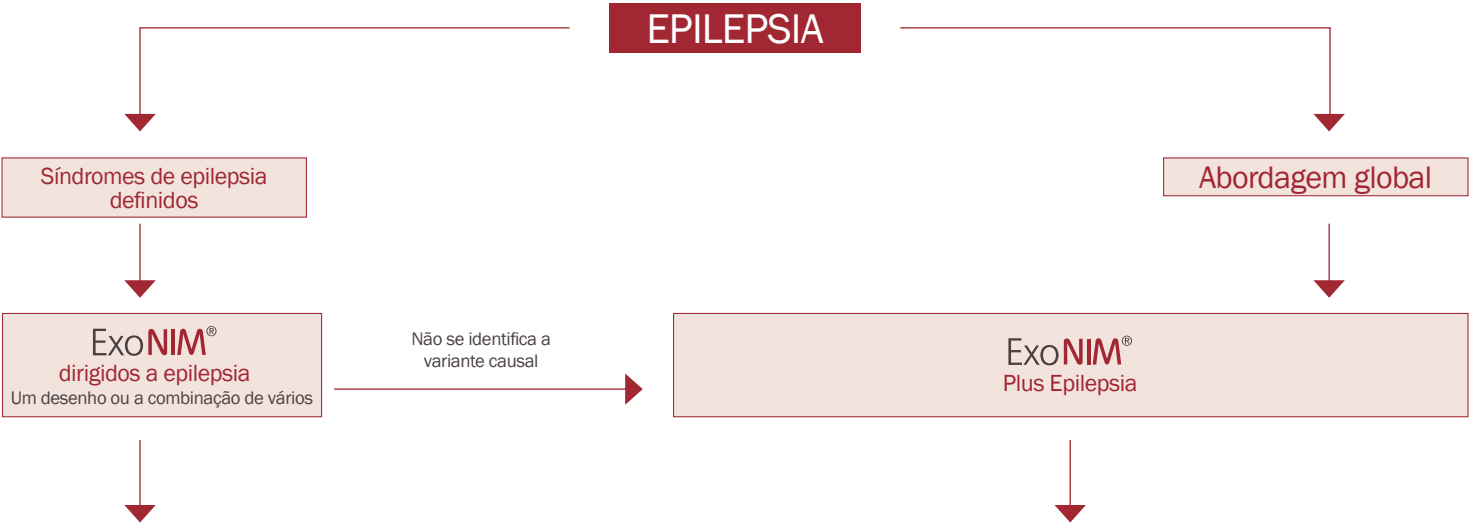 EPILEPSIA
Síndromes de epilepsia
definidos
Abordagem global
ExoNIM®
dirigidos a epilepsia
Um desenho ou a combinação de vários
Não se identifica a
variante causal
ExoNIM®
Plus Epilepsia